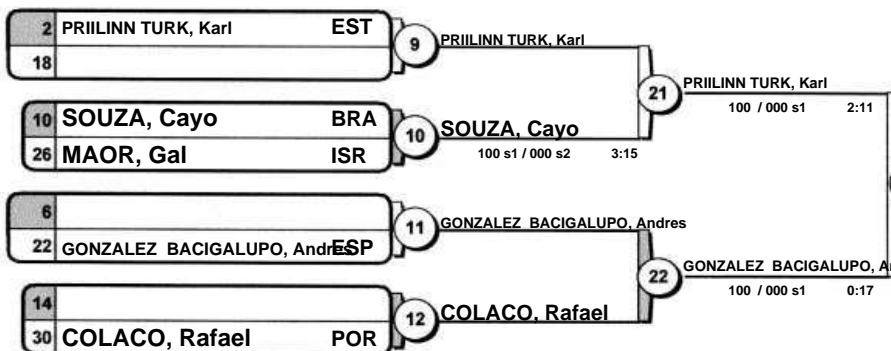 2 PRIILINN TURK, Karl EST
18
9
PRIILINN TURK, Karl
10 SOUZA, Cayo BRA
26 MAOR, Gal ISR
10
SOUZA, Cayo
100 s1 / 000 s2 3:15
21
PRIILINN TURK, Karl
100 / 000 s1 2:11
6
22 GONZALEZ BACIGALUPO, Andres ESP
11
GONZALEZ BACIGALUPO, Andres
14
30 COLACO, Rafael POR
12
COLACO, Rafael
22
GONZALEZ BACIGALUPO, A
100 / 000 s1 0:17